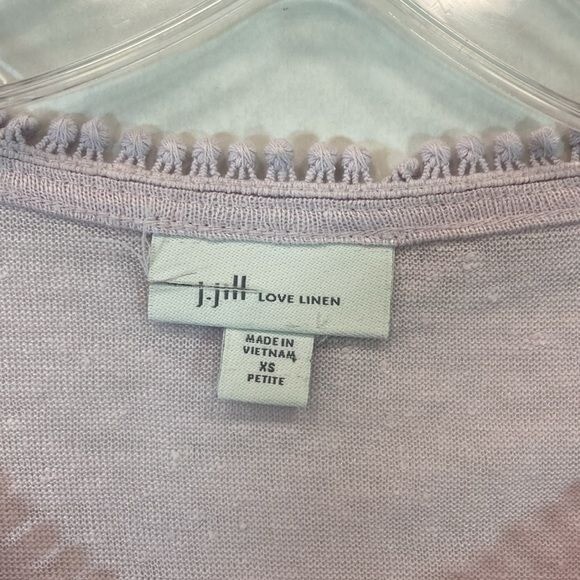 J.Jill LOVE LINEN
MADE IN
VIETNAM
XS
PETITE